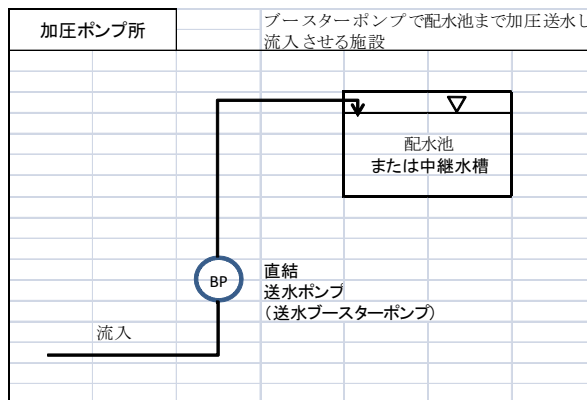 加圧ポンプ所
ブースターポンプで配水池まで加圧送水し
流入させる施設
配水池
または中継水槽
BP
直結
送水ポンプ
（送水ブースターポンプ）
流入